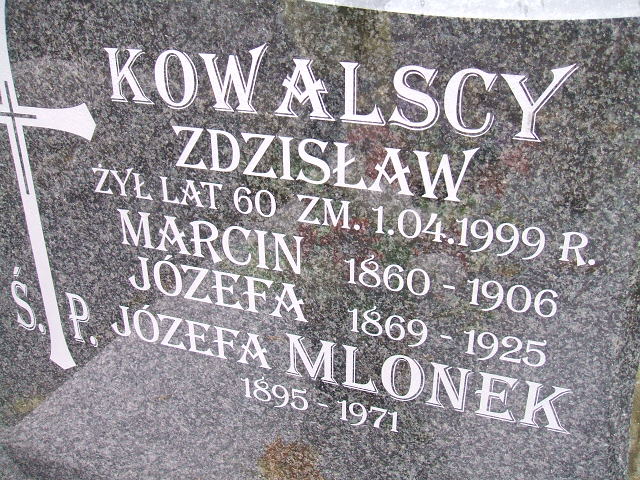 KOWALSCY
ZDZISŁAW
ŻYŁ LAT 60 ZM. 1.04.1999 R.
MARCIN 1860 - 1906
JÓZEFA 1869 - 1925
Ś. P. JÓZEFA MLONEK
1895 - 1971